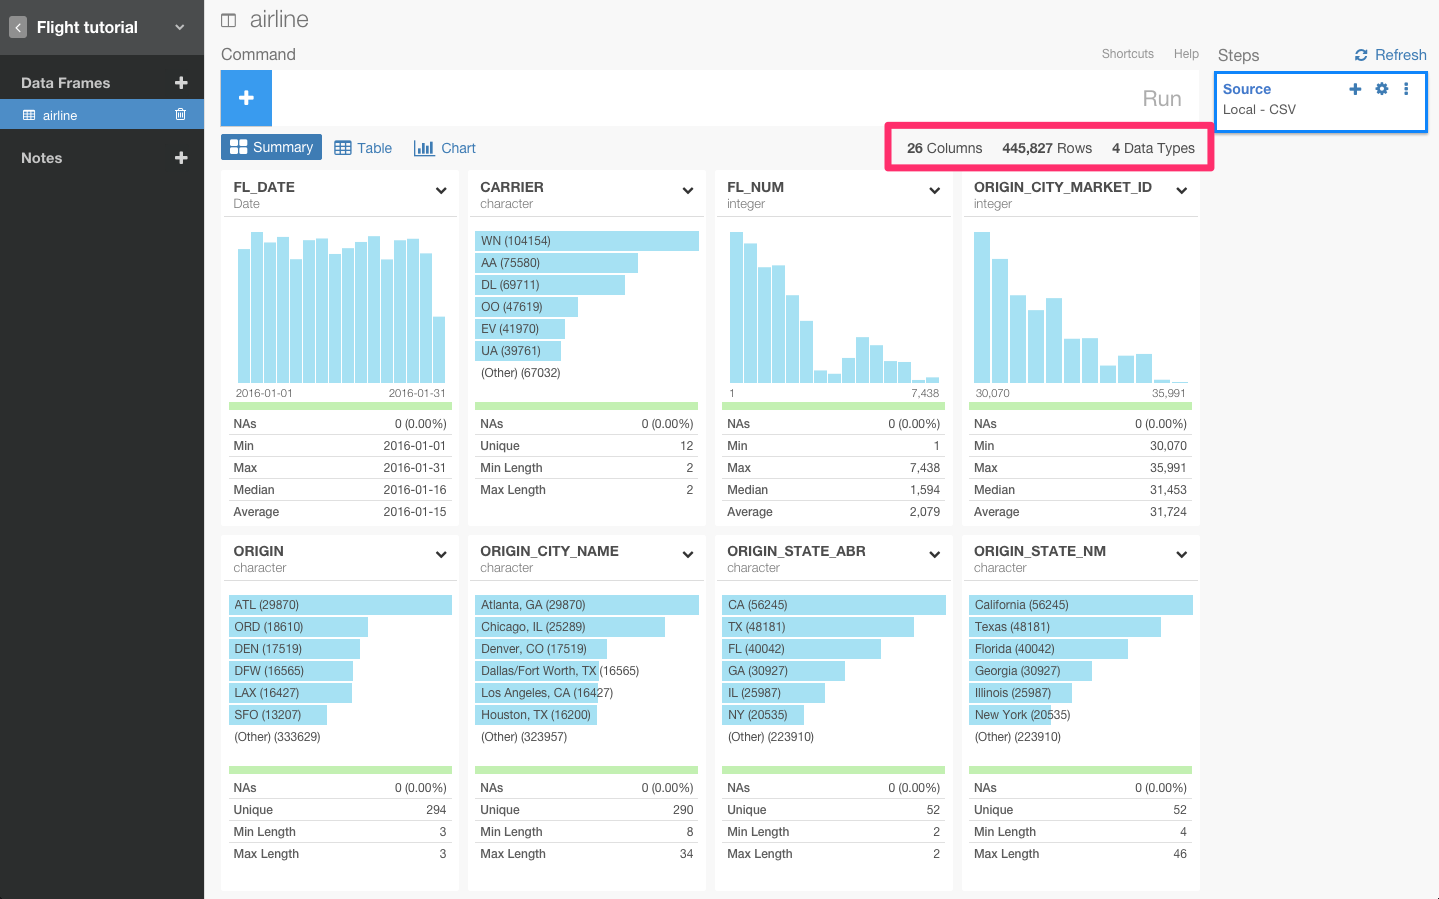 Flight tutorial
Data Frames
airline
Notes
airline
Command
Shortcuts Help
Run
Summary Table Chart
26 Columns 445,827 Rows 4 Data Types
Steps Refresh
Source
Local - CSV
FL_DATE
Date
2016-01-01 2016-01-31
NAs 0 (0.00%)
Min 2016-01-01
Max 2016-01-31
Median 2016-01-16
Average 2016-01-15
CARRIER
character
WN (104154)
AA (75580)
DL (69711)
OO (47619)
EV (41970)
UA (39761)
(Other) (67032)
NAs 0 (0.00%)
Unique 12
Min Length 2
Max Length 2
FL_NUM
integer
1 7,438
NAs 0 (0.00%)
Min 1
Max 7,438
Median 1,594
Average 2,079
ORIGIN_CITY_MARKET_ID
integer
30,070 35,991
NAs 0 (0.00%)
Min 30,070
Max 35,991
Median 31,453
Average 31,724
ORIGIN
character
ATL (29870)
ORD (18610)
DEN (17519)
DFW (16565)
LAX (16427)
SFO (13207)
(Other) (333629)
NAs 0 (0.00%)
Unique 294
Min Length 3
Max Length 3
ORIGIN_CITY_NAME
character
Atlanta, GA (29870)
Chicago, IL (25289)
Denver, CO (17519)
Dallas/Fort Worth, TX (16565)
Los Angeles, CA (16427)
Houston, TX (16200)
(Other) (323957)
NAs 0 (0.00%)
Unique 290
Min Length 8
Max Length 34
ORIGIN_STATE_ABR
character
CA (56245)
TX (48181)
FL (40042)
GA (30927)
IL (25987)
NY (20535)
(Other) (223910)
NAs 0 (0.00%)
Unique 52
Min Length 2
Max Length 2
ORIGIN_STATE_NM
character
California (56245)
Texas (48181)
Florida (40042)
Georgia (30927)
Illinois (25987)
New York (20535)
(Other) (223910)
NAs 0 (0.00%)
Unique 52
Min Length 4
Max Length 46